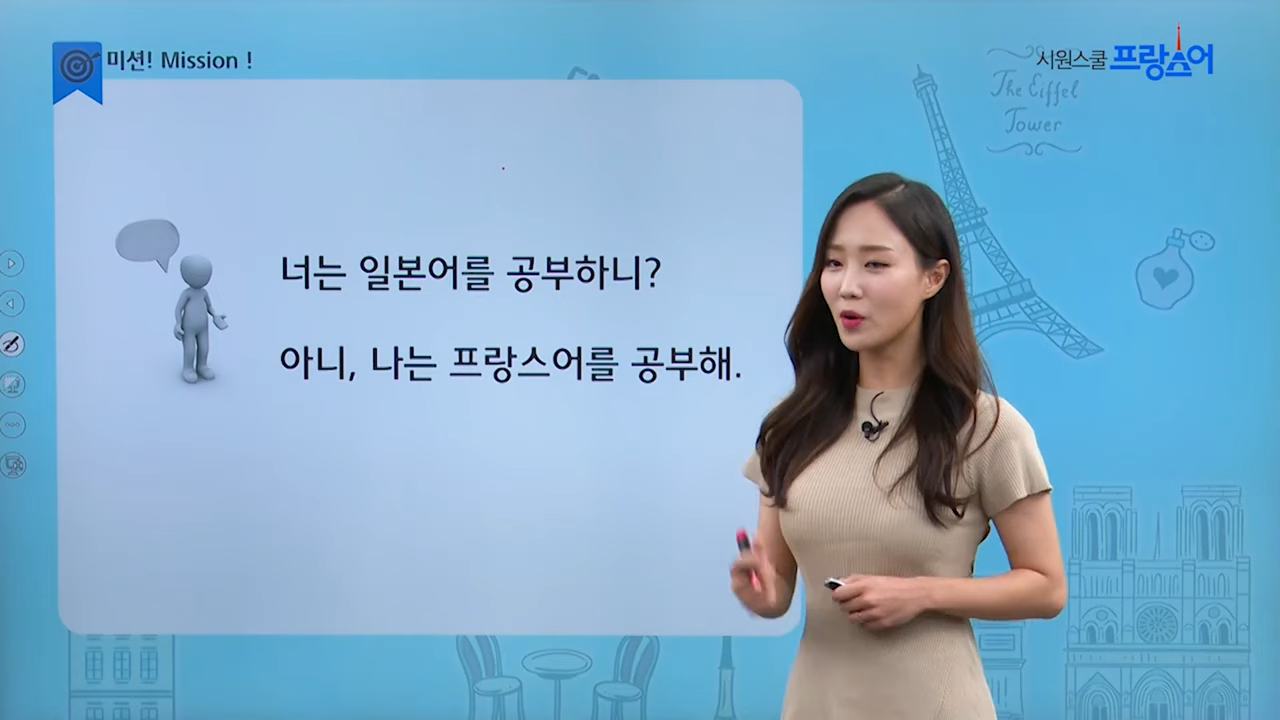 미션! Mission !
시원스쿨 프랑스어
The Eiffel
Tower
너는 일본어를 공부하니?
아니, 나는 프랑스어를 공부해.